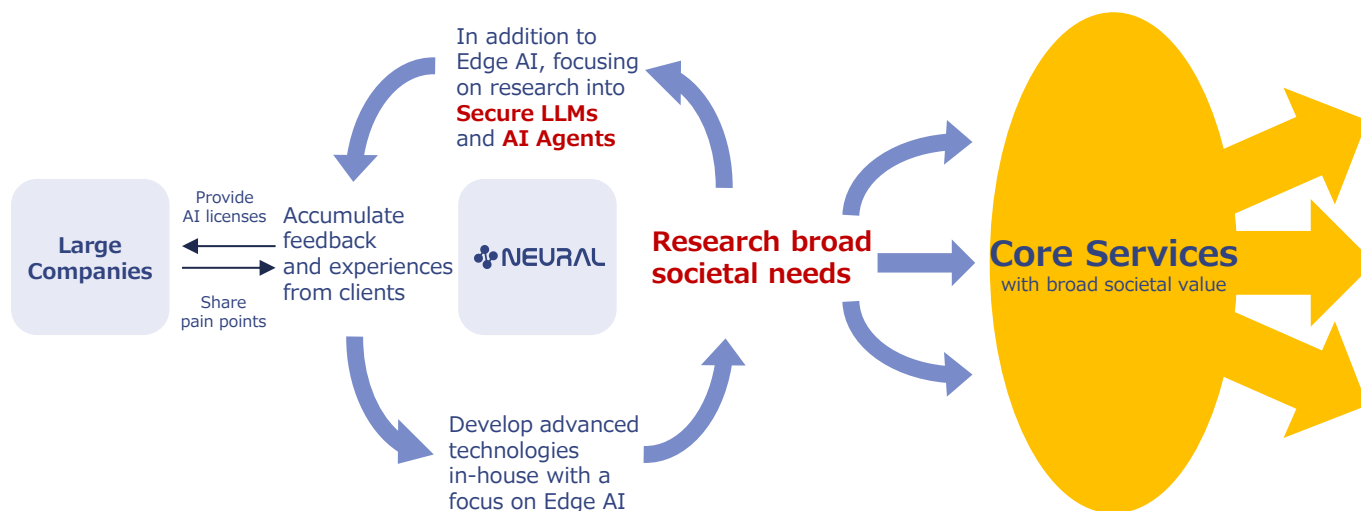 In addition to
Edge AI, focusing
on research into
Secure LLMs
and AI Agents
Large
Companies
Provide
AI licenses
Share
pain points
Accumulate
feedback
and experiences
from clients
NEURAL
Research broad
societal needs
Core Services
with broad societal value
Develop advanced
technologies
in-house with a
focus on Edge AI